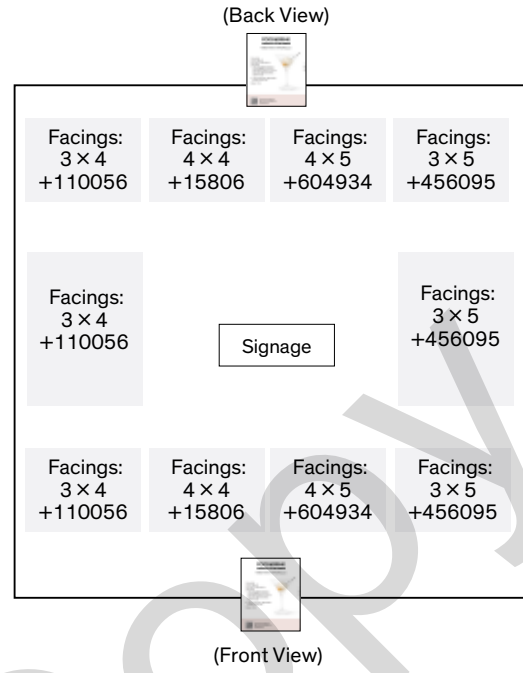 (Back View)
Facings:
3 × 4
+110056
Facings:
4 × 4
+15806
Facings:
4 × 5
+604934
Facings:
3 × 5
+456095
Facings:
3 × 4
+110056
Signage
Facings:
3 × 5
+456095
Facings:
3 × 4
+110056
Facings:
4 × 4
+15806
Facings:
4 × 5
+604934
Facings:
3 × 5
+456095
(Front View)